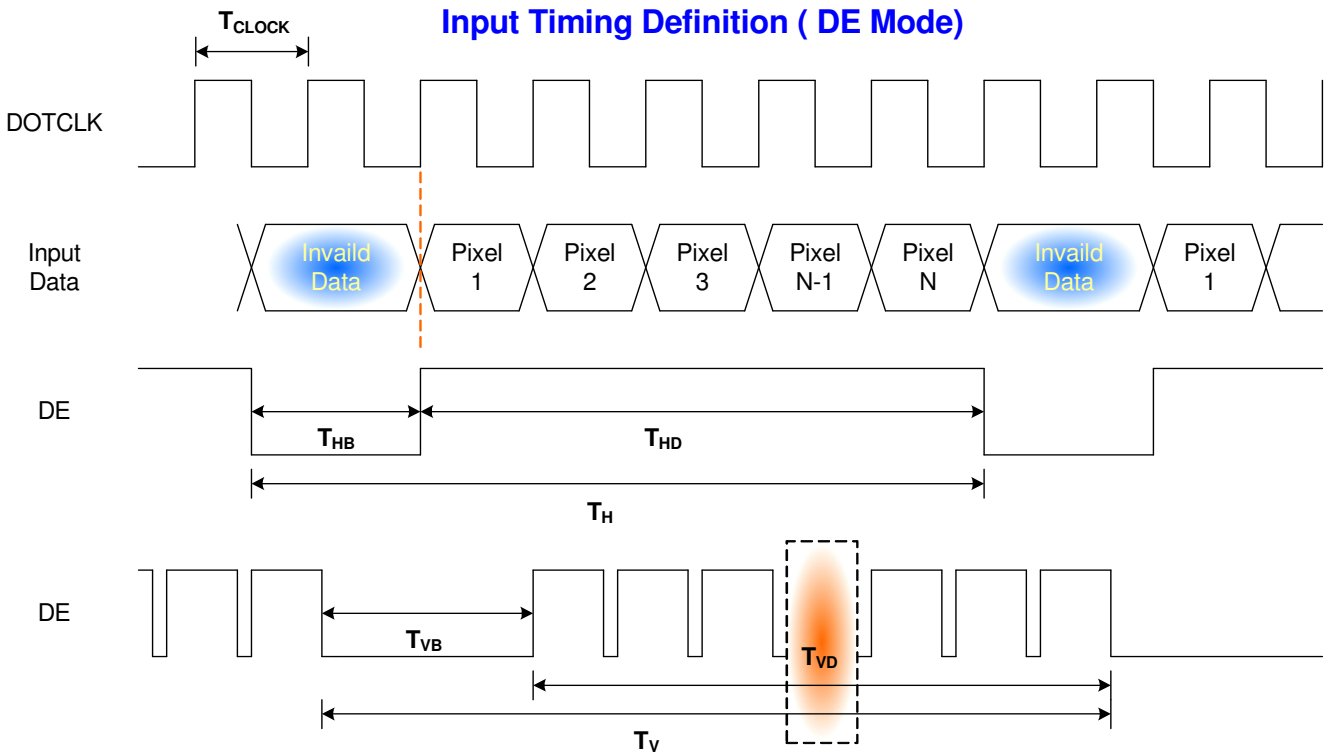 Input Timing Definition ( DE Mode)
TCLOCK
DOTCLK
Input
Data
Invaild
Data
Pixel
1
Pixel
2
Pixel
3
Pixel
N-1
Pixel
N
Invaild
Data
Pixel
1
DE
THB
THD
TH
DE
TVB
TVD
TV